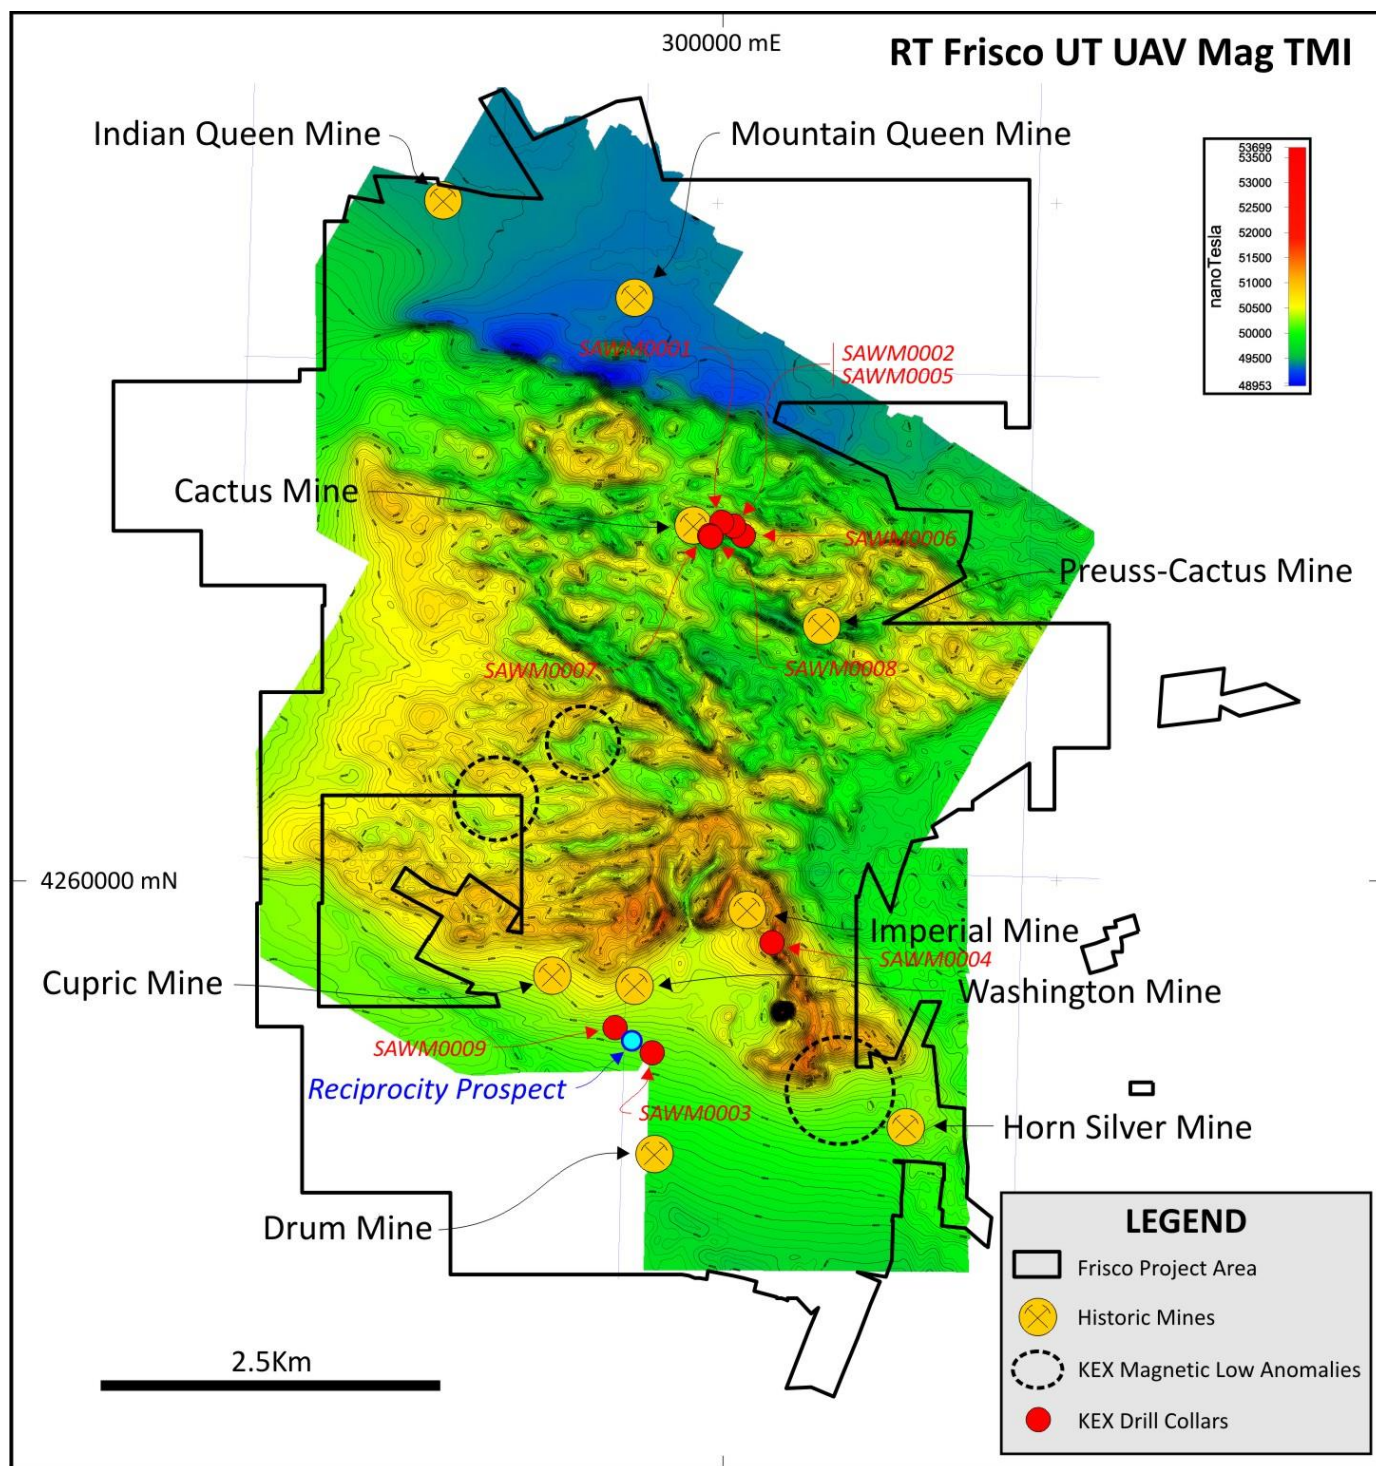 300000 mE
RT Frisco UT UAV Mag TMI
Indian Queen Mine
Mountain Queen Mine
53699
53500
53000
52500
52000
51500
51000
50500
50000
49500
48953
nanoTesla
SAWM0001
SAWM0002
SAWM0005
Cactus Mine
SAWM0006
Preuss-Cactus Mine
SAWM0007
SAWM0008
4260000 mN
Imperial Mine
SAWM0004
Cupric Mine
Washington Mine
SAWM0009
Reciprocity Prospect
SAWM0003
Horn Silver Mine
Drum Mine
2.5Km
LEGEND
Frisco Project Area
Historic Mines
KEX Magnetic Low Anomalies
KEX Drill Collars